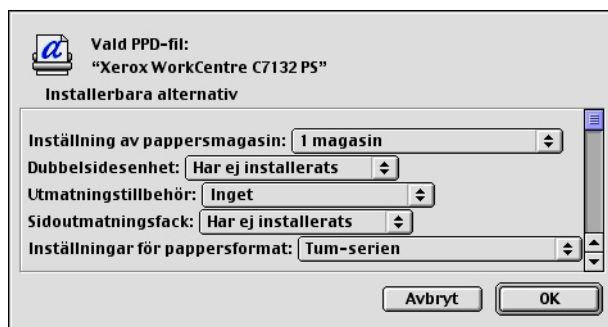 Vald PPD-fil:
“Xerox WorkCentre C7132 PS”
Installerbara alternativ
Inställning av pappersmagasin: 1 magasin
Dubbelsidesenhet: Har ej installerats
Utmatningstillbehör: Inget
Sidoutmatningsfack: Har ej installerats
Inställningar för pappersformat: Tum-serien
Avbryt OK